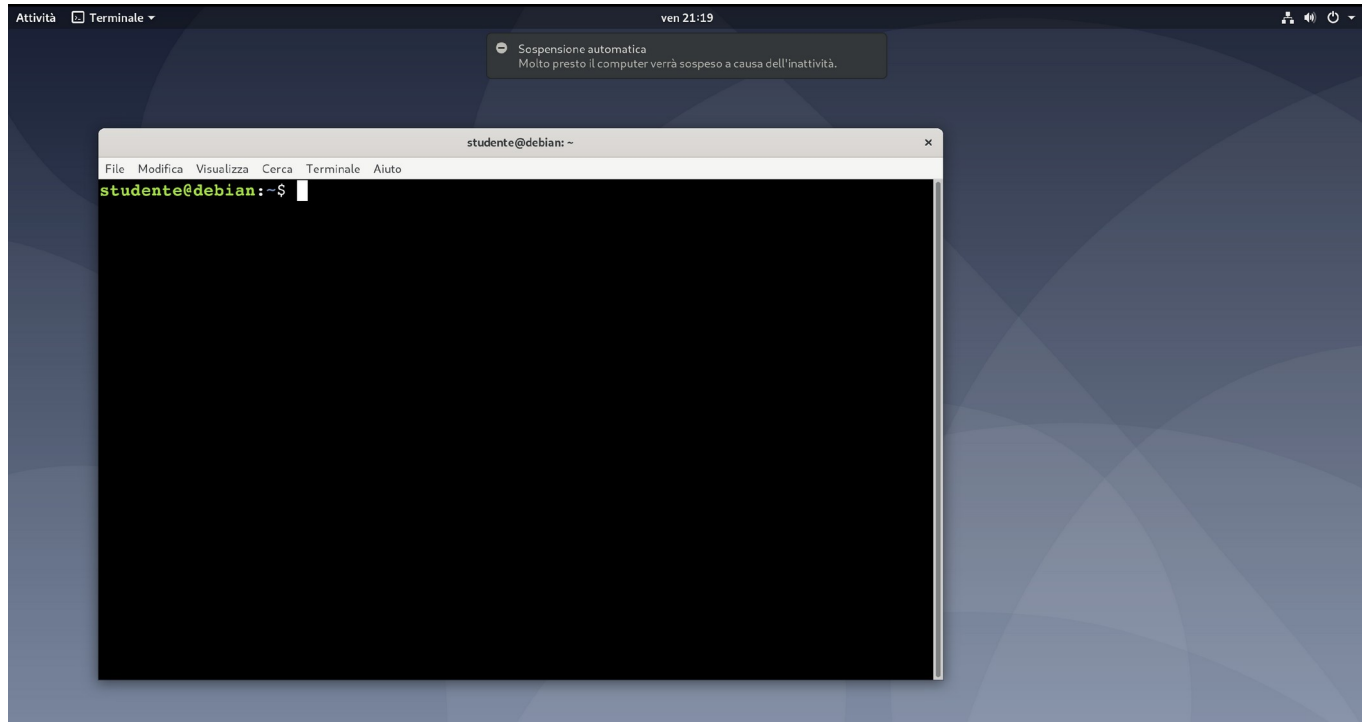 Attività Terminale ven 21:19
Sospensione automatica
Molto presto il computer verrà sospeso a causa dell'inattività.
studente@debian: ~
File Modifica Visualizza Cerca Terminale Aiuto
studente@debian:~$